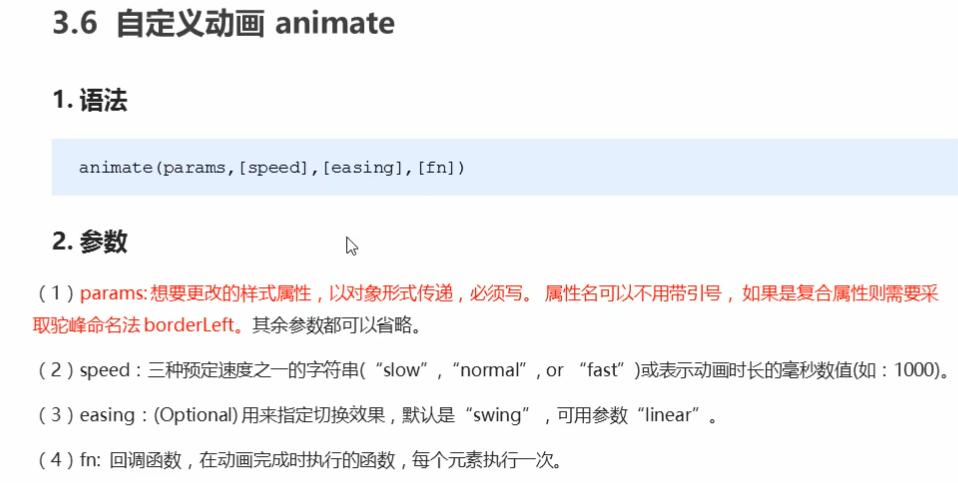 3.6 自定义动画 animate
1. 语法
animate(params,[speed],[easing],[fn])
2. 参数
（1）params: 想要更改的样式属性，以对象形式传递，必须写。 属性名可以不用带引号， 如果是复合属性则需要采
取驼峰命名法 borderLeft。其余参数都可以省略。
（2）speed：三种预定速度之一的字符串(“slow”,“normal”, or “fast”)或表示动画时长的毫秒数值(如：1000)。
（3）easing：(Optional) 用来指定切换效果，默认是“swing”，可用参数“linear”。
（4）fn: 回调函数，在动画完成时执行的函数，每个元素执行一次。